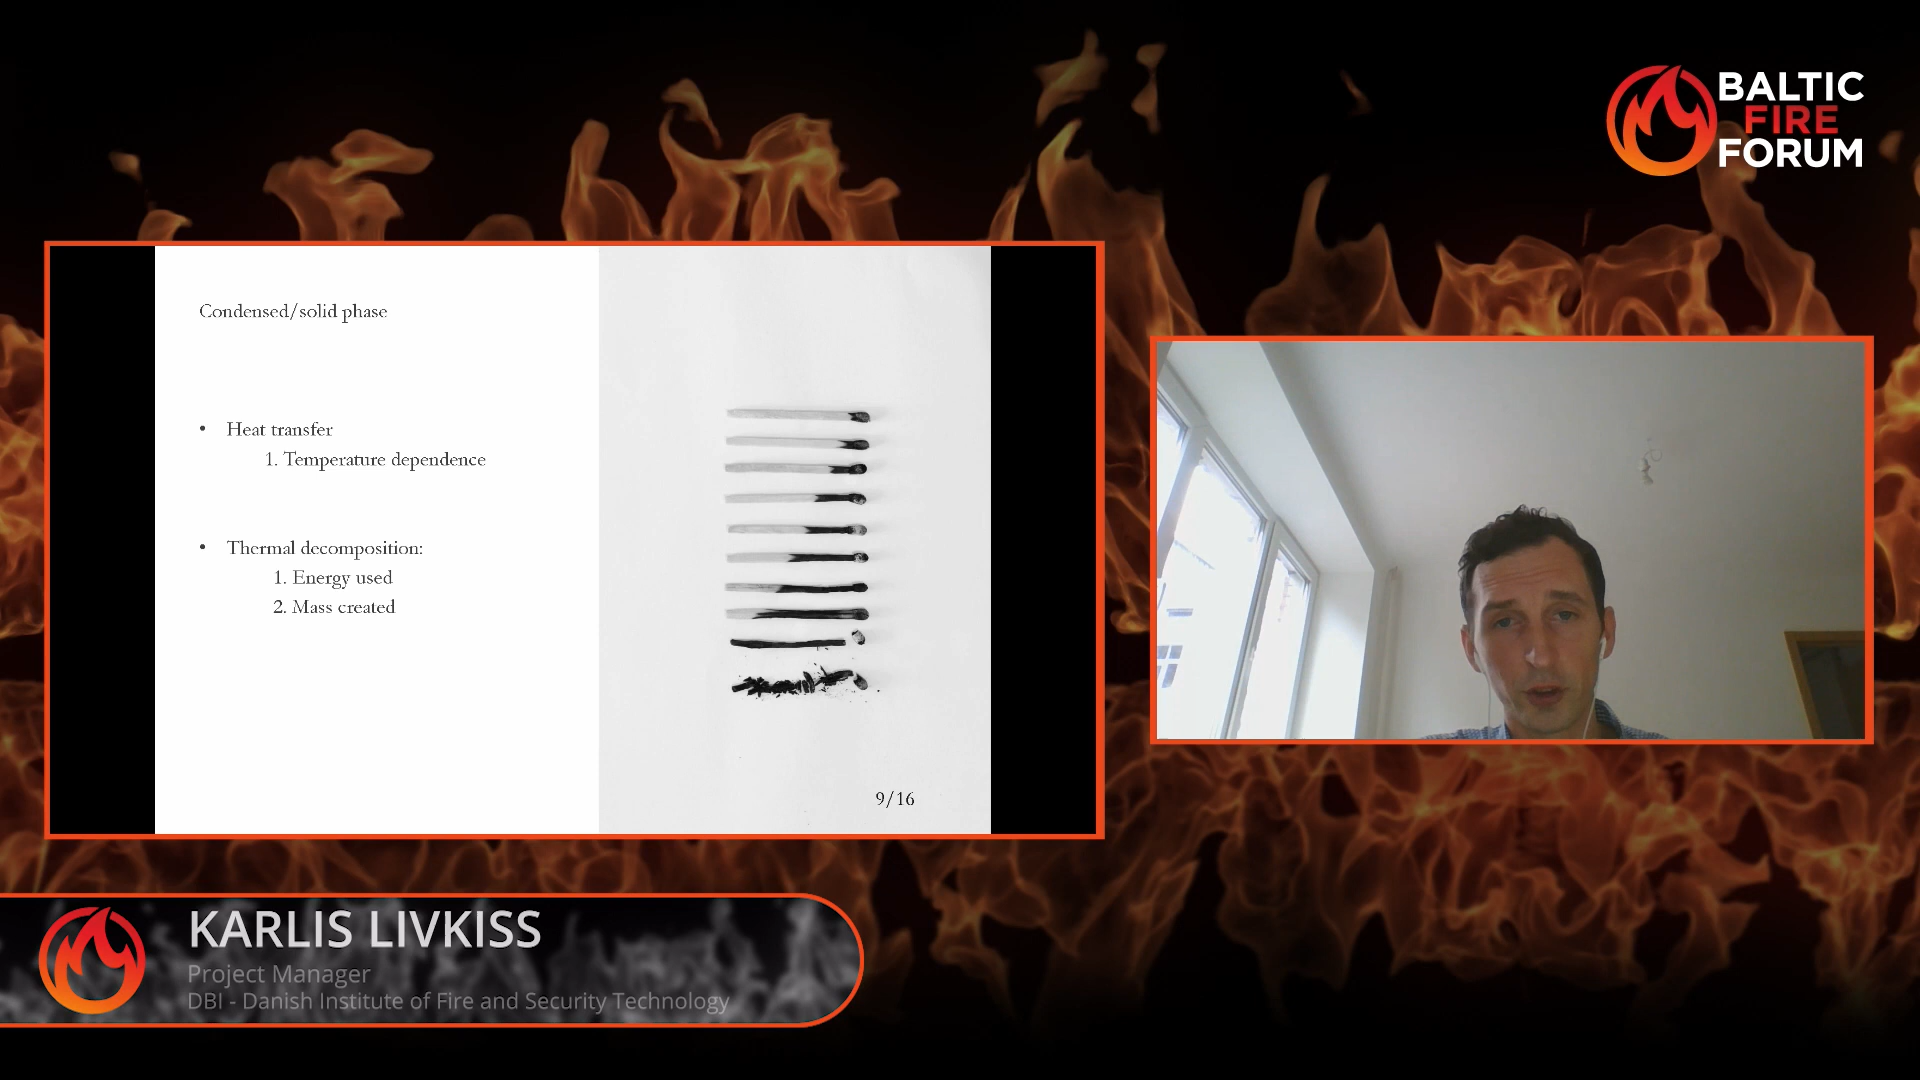 BALTIC
FIRE
FORUM
Condensed/solid phase
• Heat transfer
1. Temperature dependence
• Thermal decomposition:
1. Energy used
2. Mass created
9/16
KARLIS LIVKISS
Project Manager
DBI - Danish Institute of Fire and Security Technology